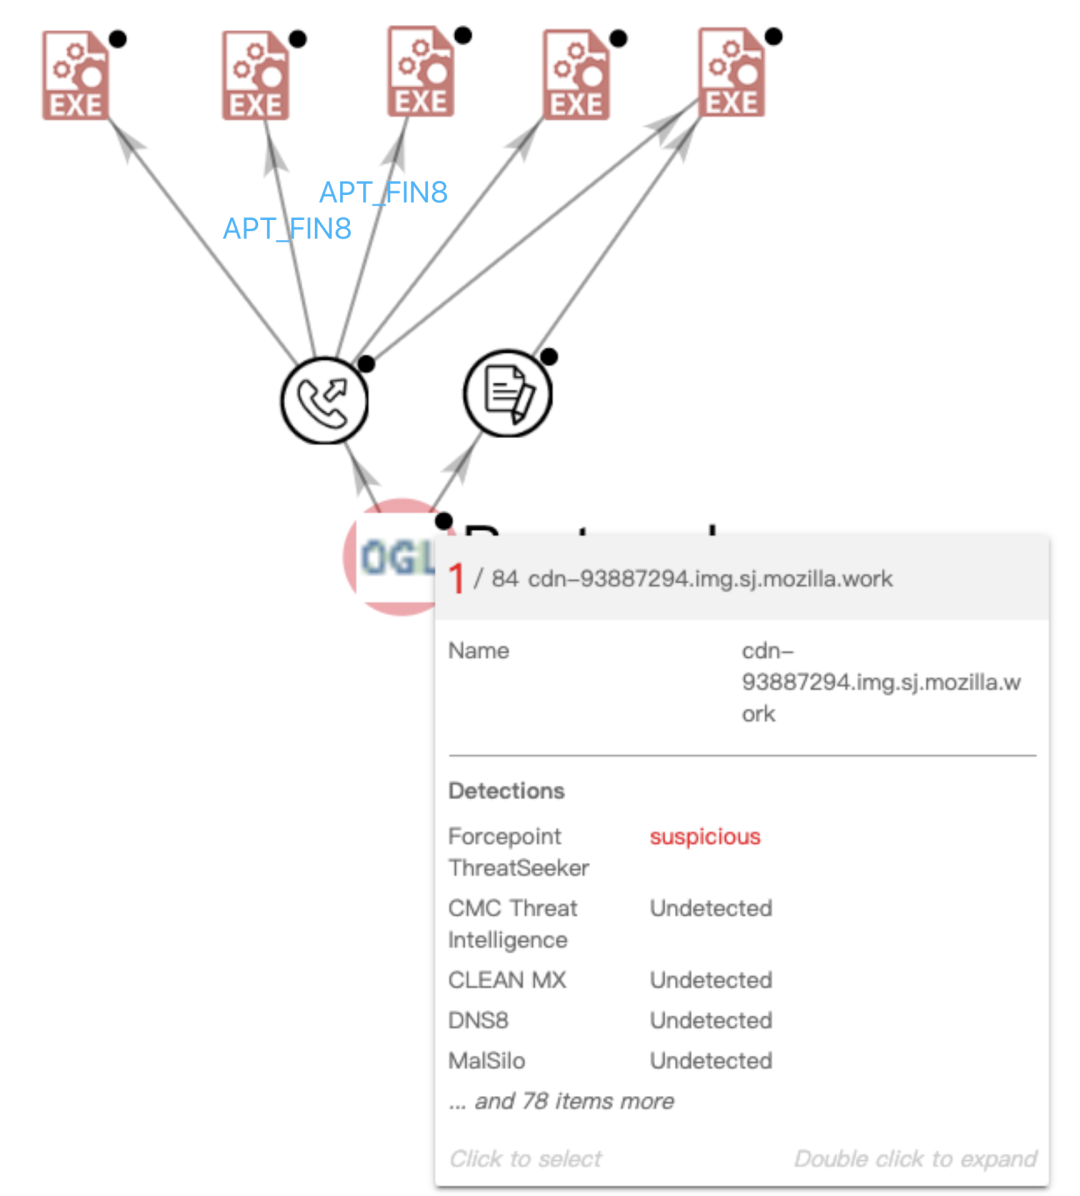 EXE
EXE
EXE
EXE
EXE
APT_FIN8
APT_FIN8
1 / 84 cdn-93887294.img.sj.mozilla.work
Name
cdn-
93887294.img.sj.mozilla.w
ork
Detections
Forcepoint
ThreatSeeker
suspicious
CMC Threat
Intelligence
Undetected
CLEAN MX
Undetected
DNS8
Undetected
MalSilo
Undetected
... and 78 items more
Click to select
Double click to expand